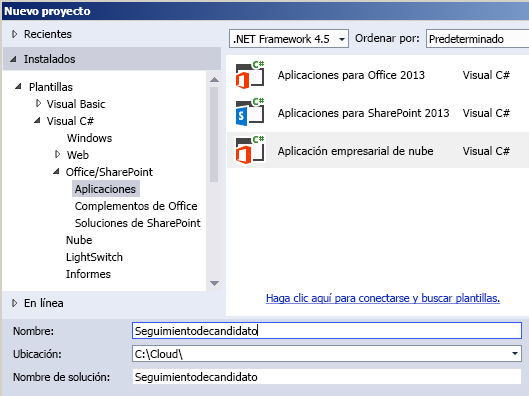 Nuevo proyecto
Recientes
Instalados
Plantillas
Visual Basic
Visual C#
Windows
Web
Office/SharePoint
Aplicaciones
Complementos de Office
Soluciones de SharePoint
Nube
LightSwitch
Informes
En línea
.NET Framework 4.5 Ordenar por: Predeterminado
C# Aplicaciones para Office 2013 Visual C#
C# Aplicaciones para SharePoint 2013 Visual C#
C# Aplicación empresarial de nube Visual C#
Haga clic aquí para conectarse y buscar plantillas.
Nombre: Seguimientodecandidato
Ubicación: C:\Cloud\
Nombre de solución: Seguimientodecandidato